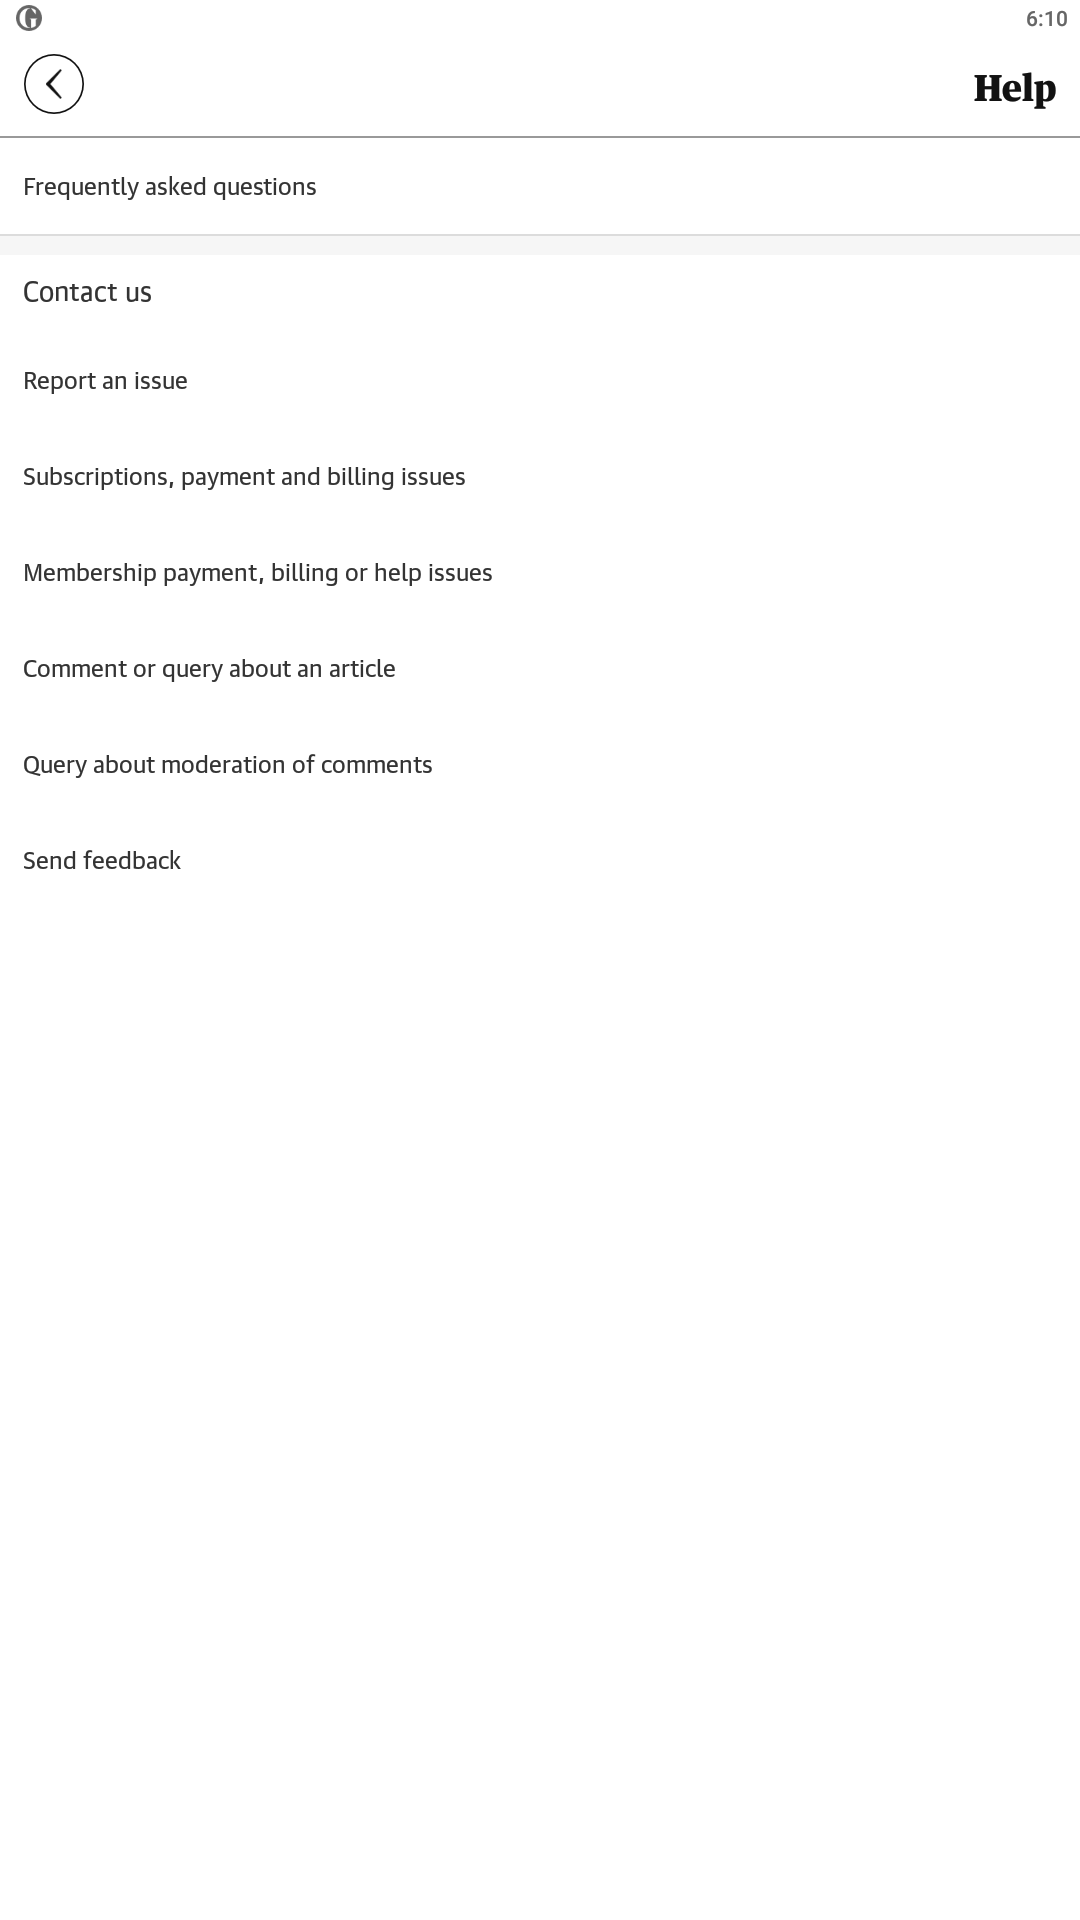 6:10
Help
Frequently asked questions
Contact us
Report an issue
Subscriptions, payment and billing issues
Membership payment, billing or help issues
Comment or query about an article
Query about moderation of comments
Send feedback